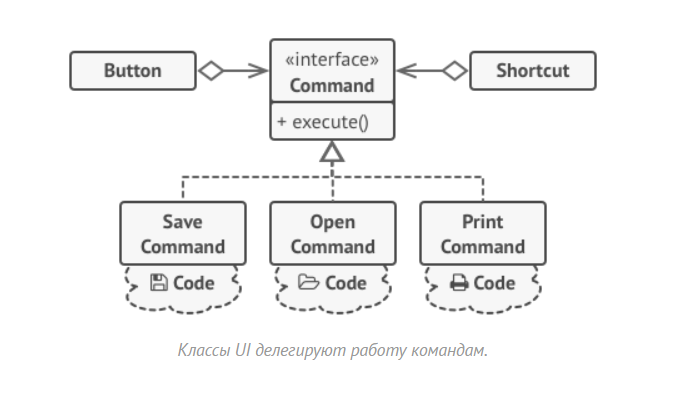 «interface»
Button
Command
Shortcut
+ execute()
Save
Command
Open
Command
Print
Command
Code
Code
Code
Классы UI делегируют работу командам.